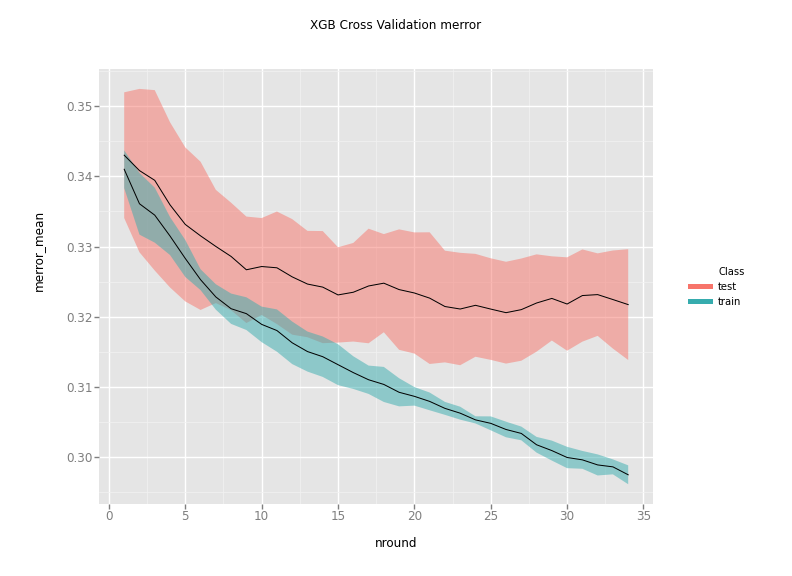 XGB Cross Validation merror
merror_mean
0.35
0.34
0.33
0.32
0.31
0.30
0 5 10 15 20 25 30 35
nround
Class
test
train